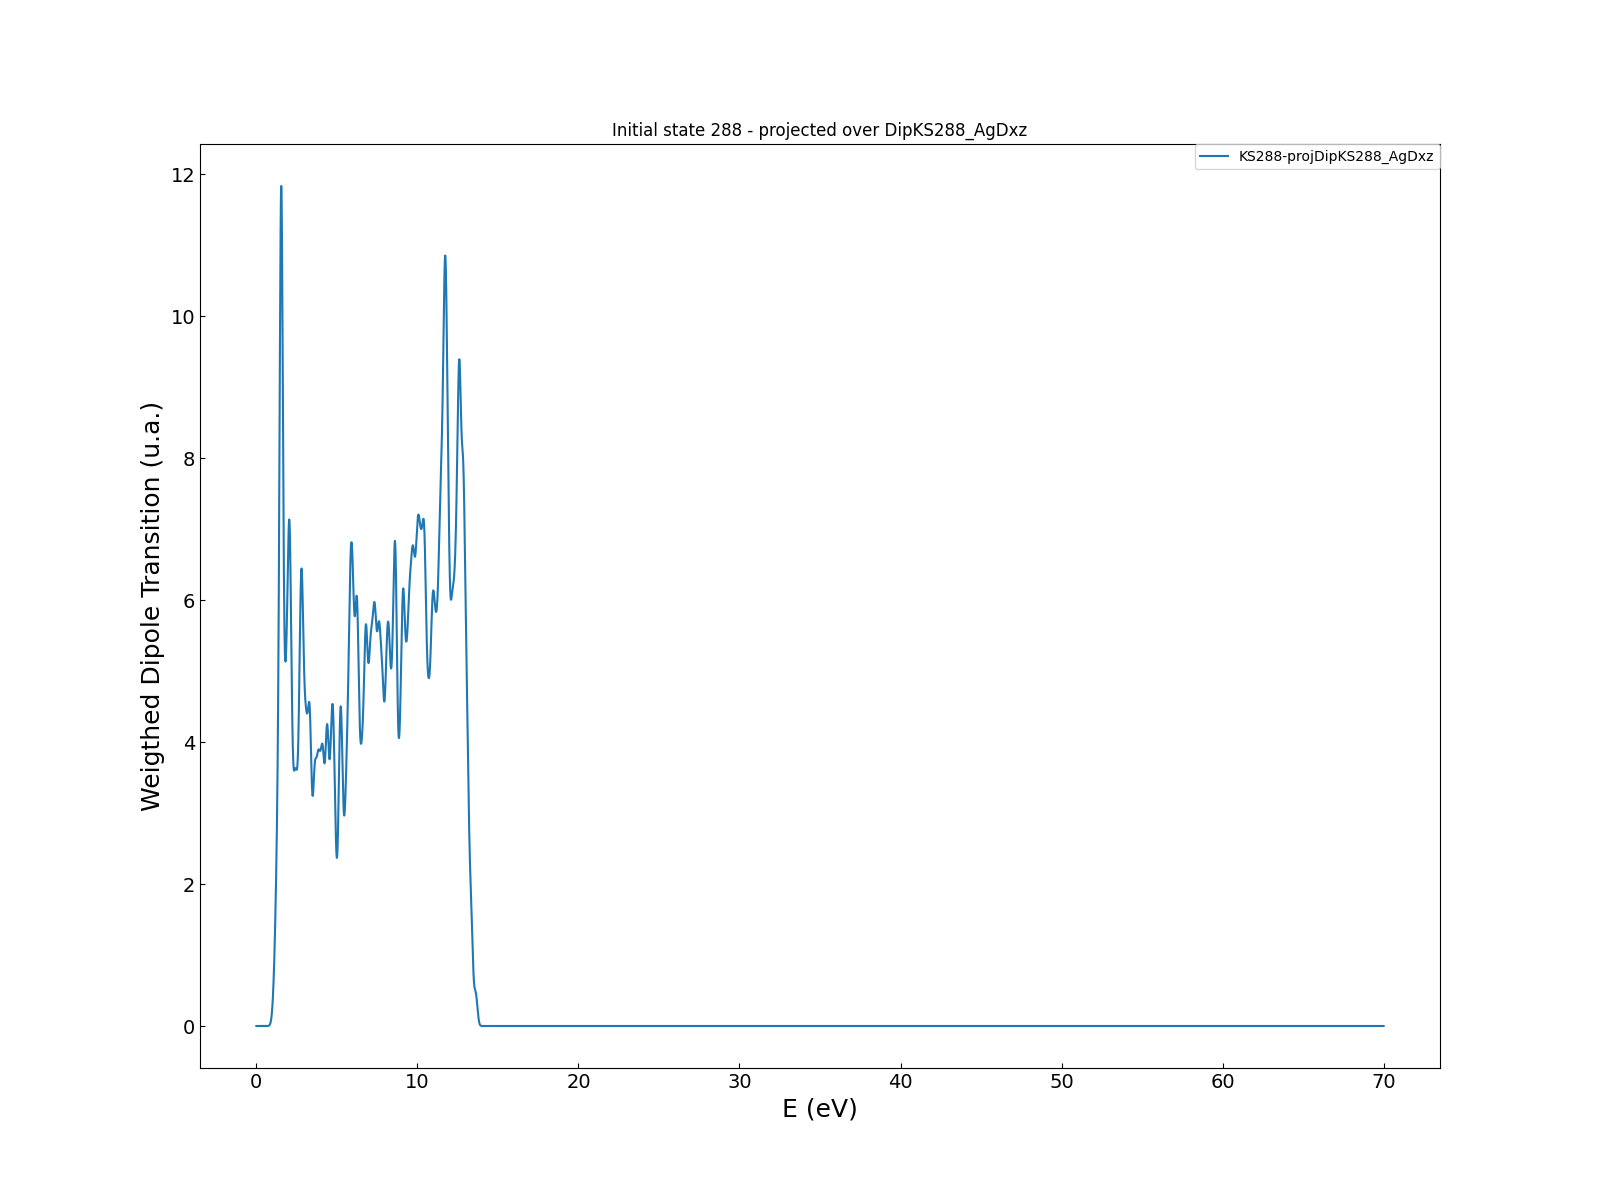 Initial state 288 - projected over DipKS288_AgDxz
KS288-projDipKS288_AgDxz
Weigthed Dipole Transition (u.a.)
12
10
8
6
4
2
0
0 10 20 30 40 50 60 70
E (eV)